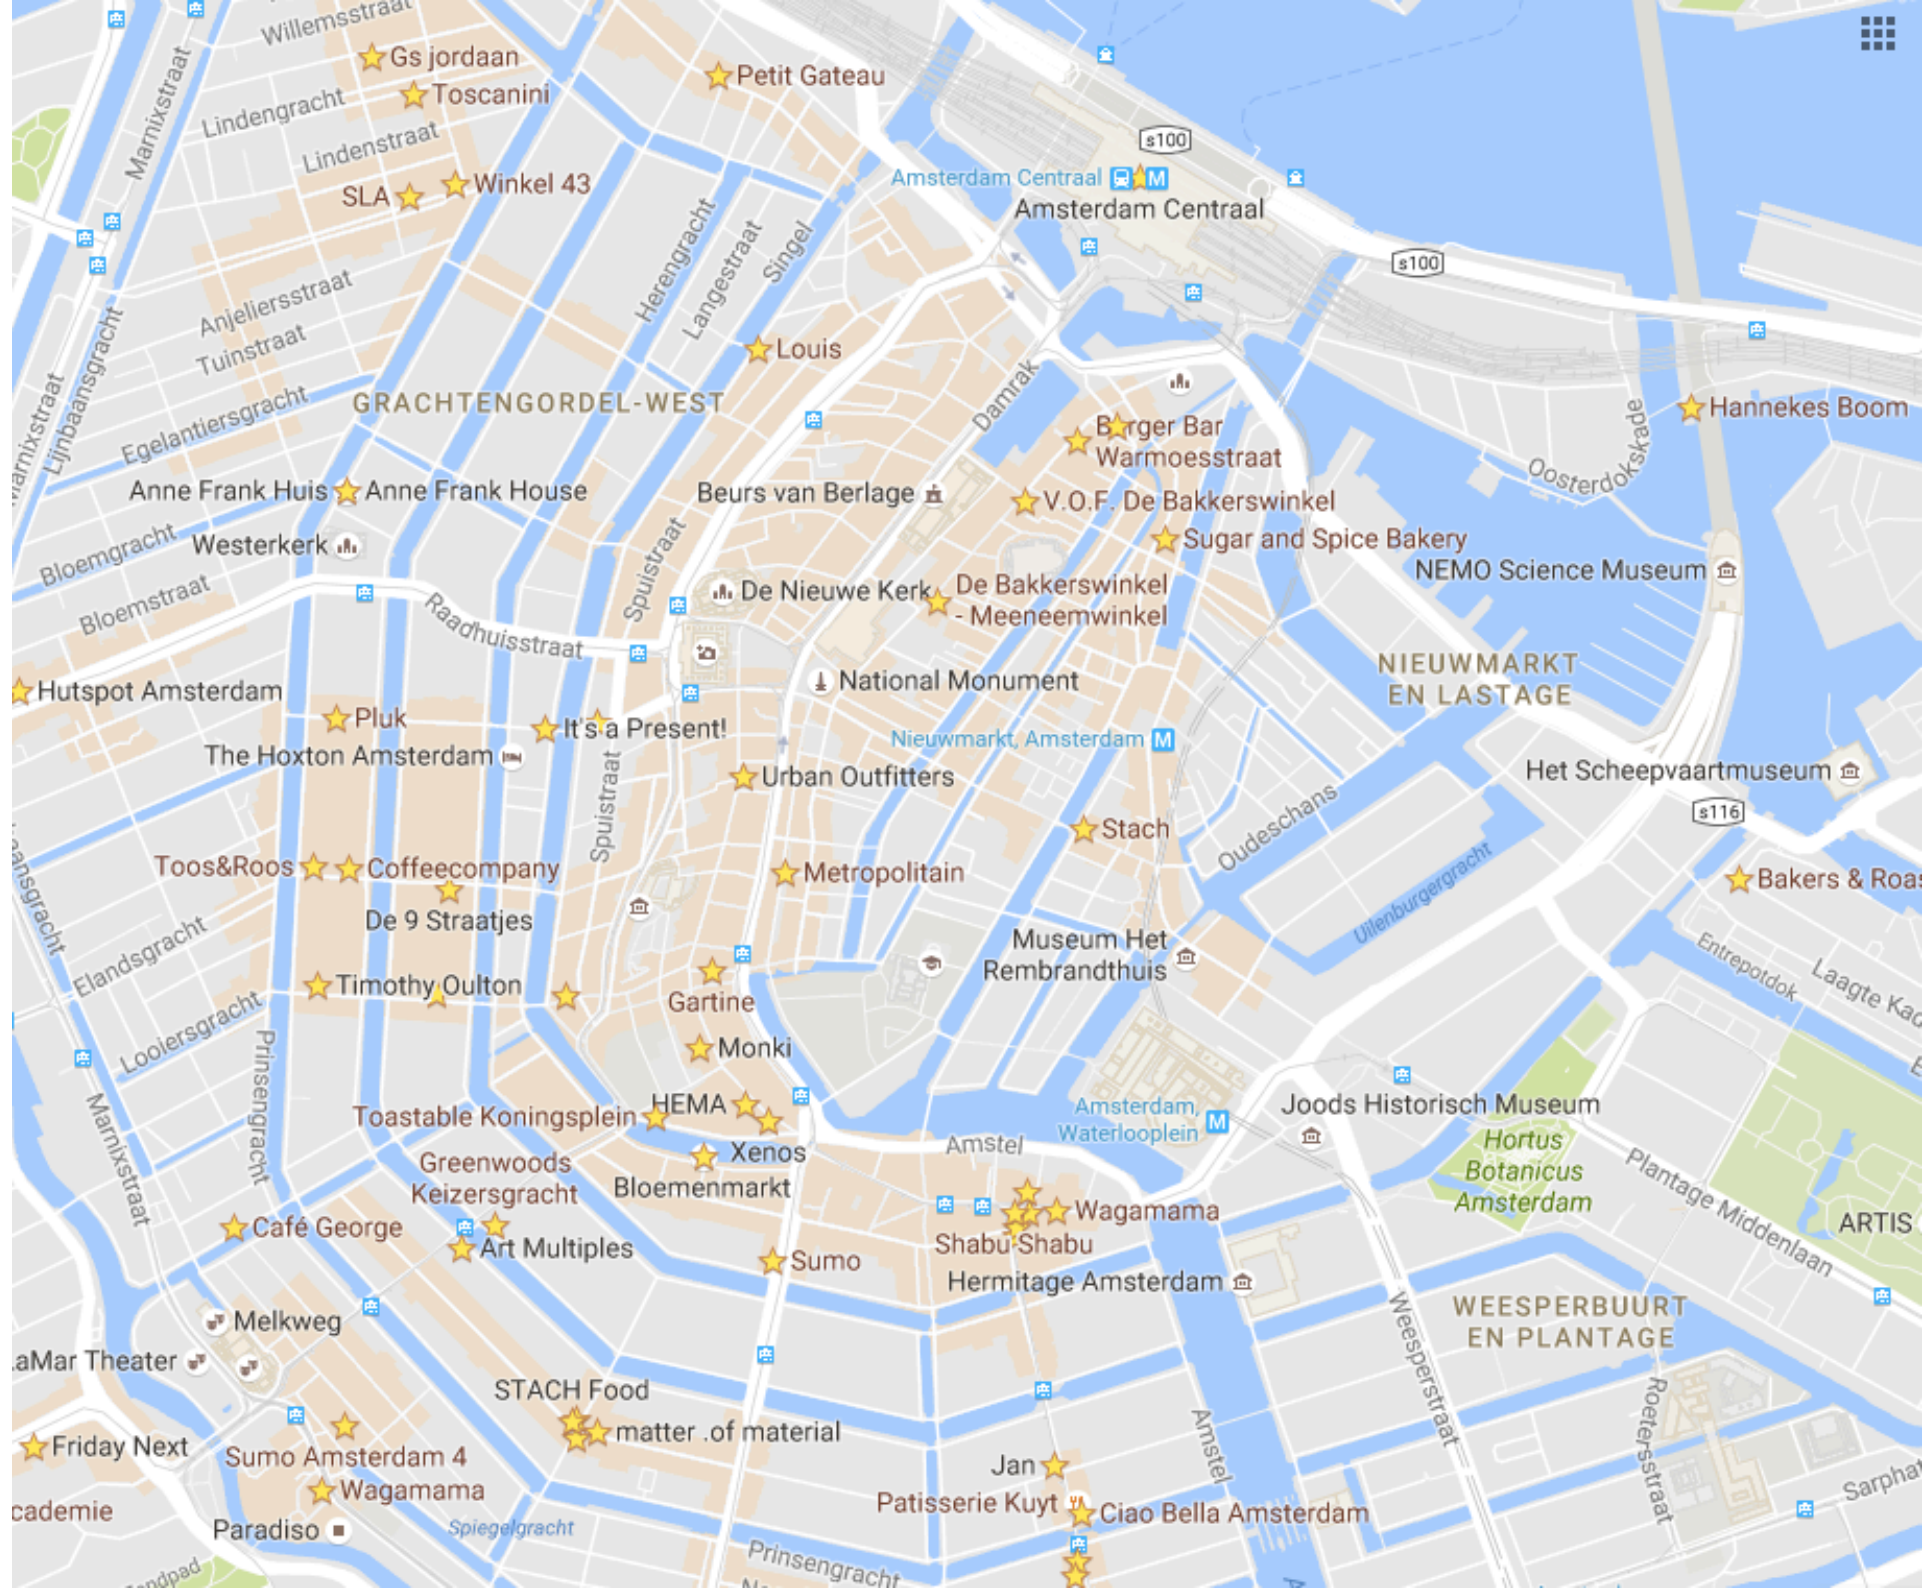 Willemsstraat
Gs jordaan
Petit Gateau
Toscanini
Marnixstraat
Lindengracht
Lindenstraat
s100
Amsterdam Centraal
M
Amsterdam Centraal
SLA
Winkel 43
Herengracht
Langestraat
Singel
s100
Anjeliersstraat
Tuinstraat
Lijnbaansgracht
Marnixstraat
Louis
Damrak
GRACHTENGORDEL-WEST
Egelantiersgracht
Hannekes Boom
Burger Bar
Warmoesstraat
Oosterdokskade
Anne Frank Huis
Anne Frank House
Beurs van Berlage
V.O.F. De Bakkerswinkel
Westerkerk
Sugar and Spice Bakery
Bloemgracht
Spuistraat
NEMO Science Museum
De Nieuwe Kerk
De Bakkerswinkel
- Meeneemwinkel
Bloemstraat
Raadhuisstraat
NIEUWMARKT
EN LASTAGE
Hutspot Amsterdam
National Monument
Pluk
It's a Present!
Nieuwmarkt, Amsterdam
M
The Hoxton Amsterdam
Urban Outfitters
Het Scheepvaartmuseum
Spuistraat
s116
Stach
Oudeschans
Toos&Roos
Coffeecompany
Metropolitain
Uilenburgergracht
Bakers & Roas
De 9 Straatjes
aansgracht
Elandsgracht
Museum Het
Rembrandthuis
Entrepotdok
Laagte Kad
Timothy Oulton
Gartine
Looiersgracht
Prinsengracht
Monki
Marnixstraat
HEMA
Toastable Koningsplein
Amsterdam,
Waterlooplein
M
Joods Historisch Museum
Amstel
Xenos
Hortus
Botanicus
Amsterdam
Greenwoods
Keizersgracht
Bloemenmarkt
Plantage Middenlaan
Wagamama
Café George
ARTIS
Art Multiples
Shabu Shabu
Sumo
Hermitage Amsterdam
Melkweg
WEESPERBUURT
EN PLANTAGE
Weesperstraat
aMar Theater
STACH Food
Roetersstraat
matter .of material
Friday Next
Amstel
Sumo Amsterdam 4
Jan
Wagamama
Patisserie Kuyt
Ciao Bella Amsterdam
Sarphat
cademie
Paradiso
Spiegelgracht
Prinsengracht